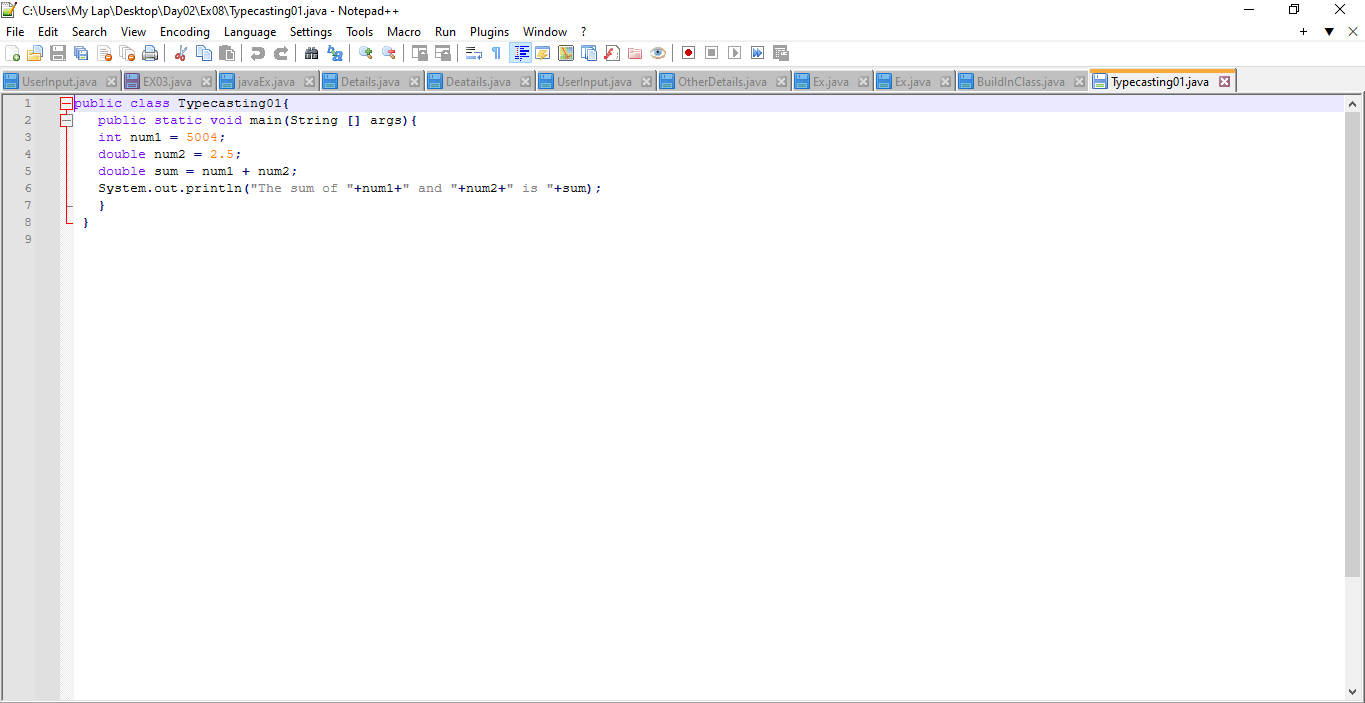 C:\Users\My Lap\Desktop\Day02\Ex08\Typecasting01.java - Notepad++
File Edit Search View Encoding Language Settings Tools Macro Run Plugins Window ?
UserInput.java EX03.java javaEx.java Details.java Deatails.java UserInput.java OtherDetails.java Ex.java Ex.java BuildInClass.java Typecasting01.java
1 public class Typecasting01{
2 public static void main(String [] args){
3 int num1 = 5004;
4 double num2 = 2.5;
5 double sum = num1 + num2;
6 System.out.println("The sum of "+num1+" and "+num2+" is "+sum);
7 }
8 }
9